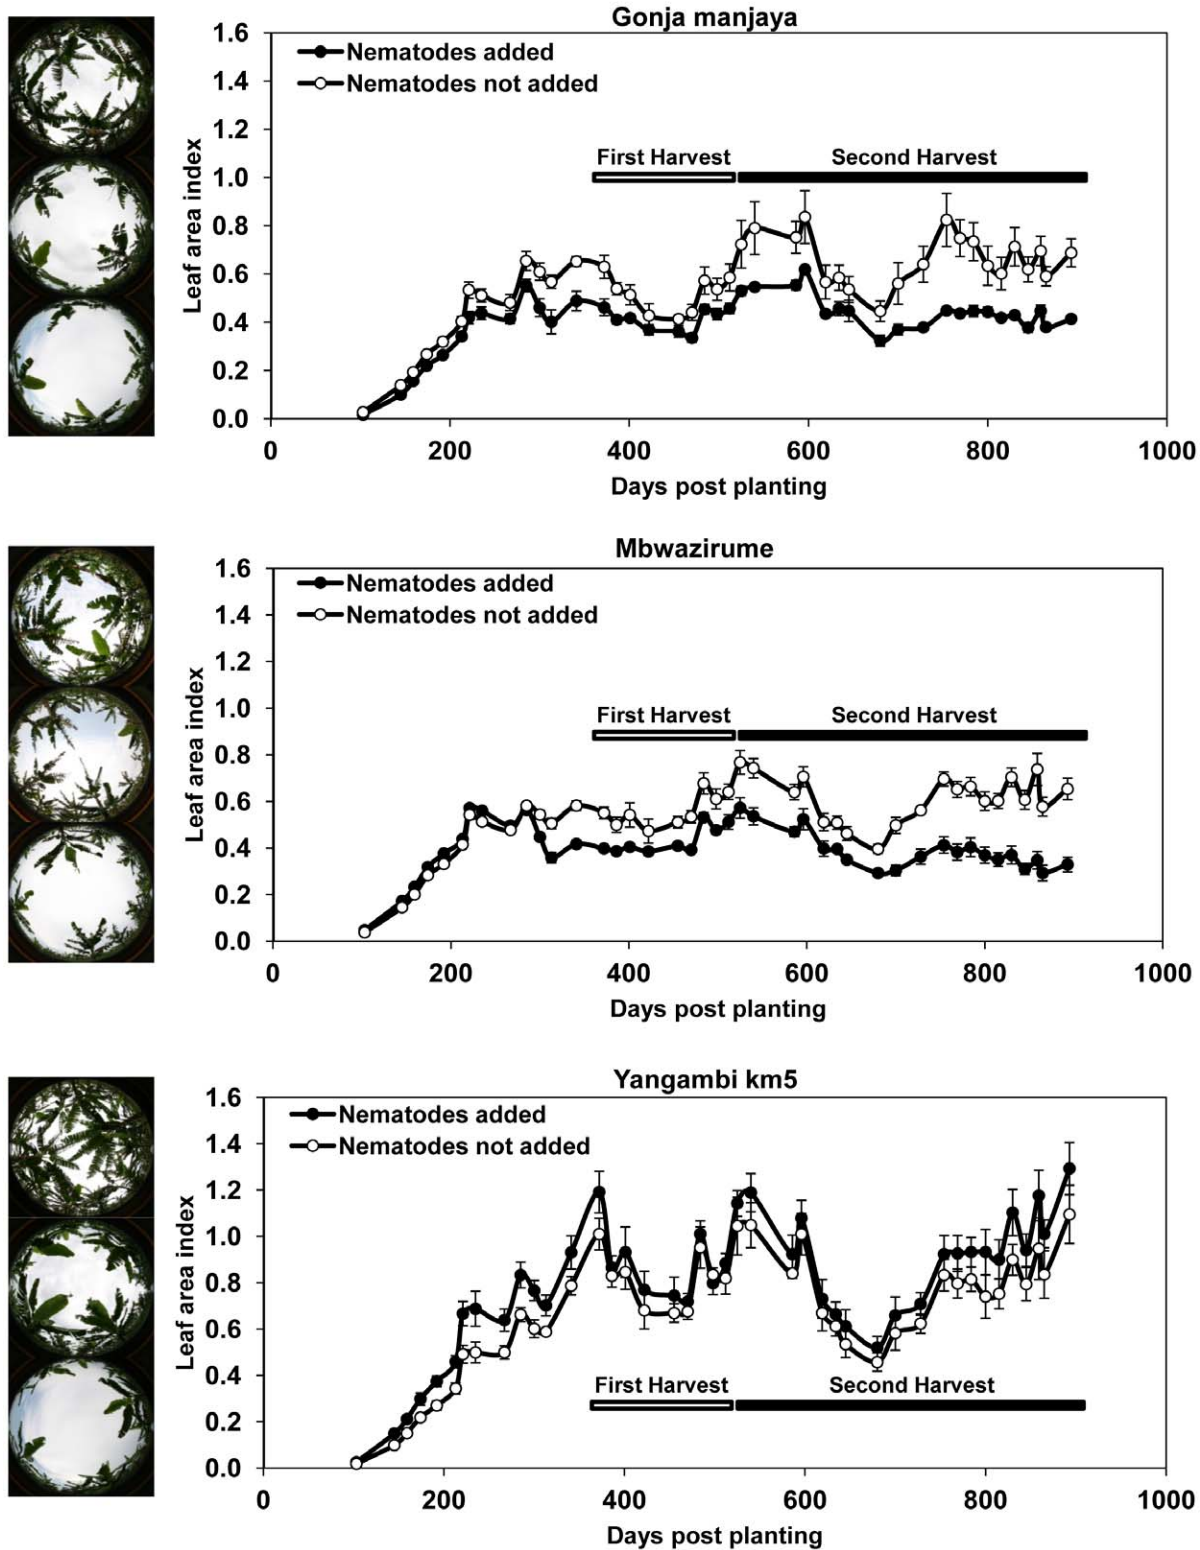 Gonja manjaya
1.6
1.4
1.2
1.0
0.8
0.6
0.4
0.2
0.0
Leaf area index
Nematodes added
Nematodes not added
First Harvest Second Harvest
0 200 400 600 800 1000
Days post planting
Mbwazirume
1.6
1.4
1.2
1.0
0.8
0.6
0.4
0.2
0.0
Leaf area index
Nematodes added
Nematodes not added
First Harvest Second Harvest
0 200 400 600 800 1000
Days post planting
Yangambi km5
1.6
1.4
1.2
1.0
0.8
0.6
0.4
0.2
0.0
Leaf area index
Nematodes added
Nematodes not added
First Harvest Second Harvest
0 200 400 600 800 1000
Days post planting